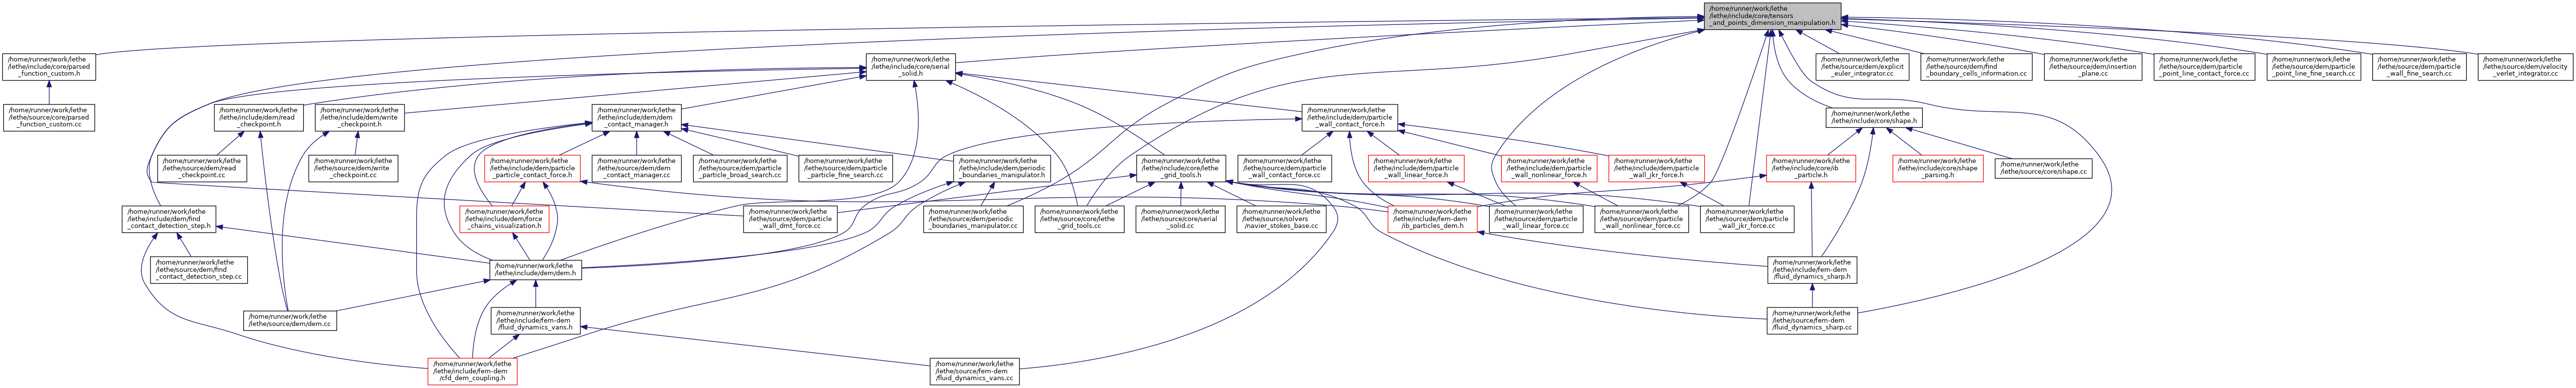 /home/runner/work/lethe
/lethe/include/core/tensors
_and_points_dimension_manipulation.h
/home/runner/work/lethe
/lethe/include/core/parsed
_function_custom.h
/home/runner/work/lethe
/lethe/include/core/serial
_solid.h
/home/runner/work/lethe
/lethe/source/dem/explicit
_euler_integrator.cc
/home/runner/work/lethe
/lethe/source/dem/find
_boundary_cells_information.cc
/home/runner/work/lethe
/lethe/source/dem/insertion
_plane.cc
/home/runner/work/lethe
/lethe/source/dem/particle
_point_line_contact_force.cc
/home/runner/work/lethe
/lethe/source/dem/particle
_point_line_fine_search.cc
/home/runner/work/lethe
/lethe/source/dem/particle
_wall_fine_search.cc
/home/runner/work/lethe
/lethe/source/dem/velocity
_verlet_integrator.cc
/home/runner/work/lethe
/lethe/source/core/parsed
_function_custom.cc
/home/runner/work/lethe
/lethe/include/dem/read
_checkpoint.h
/home/runner/work/lethe
/lethe/include/dem/write
_checkpoint.h
/home/runner/work/lethe
/lethe/include/dem/dem
_contact_manager.h
/home/runner/work/lethe
/lethe/include/dem/particle
_wall_contact_force.h
/home/runner/work/lethe
/lethe/include/core/shape.h
/home/runner/work/lethe
/lethe/source/dem/read
_checkpoint.cc
/home/runner/work/lethe
/lethe/source/dem/write
_checkpoint.cc
/home/runner/work/lethe
/lethe/include/dem/particle
_particle_contact_force.h
/home/runner/work/lethe
/lethe/source/dem/dem
_contact_manager.cc
/home/runner/work/lethe
/lethe/source/dem/particle
_particle_broad_search.cc
/home/runner/work/lethe
/lethe/source/dem/particle
_particle_fine_search.cc
/home/runner/work/lethe
/lethe/include/dem/periodic
_boundaries_manipulator.h
/home/runner/work/lethe
/lethe/include/core/lethe
_grid_tools.h
/home/runner/work/lethe
/lethe/source/dem/particle
_wall_contact_force.cc
/home/runner/work/lethe
/lethe/include/dem/particle
_wall_linear_force.h
/home/runner/work/lethe
/lethe/include/dem/particle
_wall_nonlinear_force.h
/home/runner/work/lethe
/lethe/include/dem/particle
_wall_jkr_force.h
/home/runner/work/lethe
/lethe/include/core/ib
_particle.h
/home/runner/work/lethe
/lethe/include/core/shape
_parsing.h
/home/runner/work/lethe
/lethe/source/core/shape.cc
/home/runner/work/lethe
/lethe/include/dem/find
_contact_detection_step.h
/home/runner/work/lethe
/lethe/include/dem/force
_chains_visualization.h
/home/runner/work/lethe
/lethe/source/dem/particle
_wall_dmt_force.cc
/home/runner/work/lethe
/lethe/source/dem/periodic
_boundaries_manipulator.cc
/home/runner/work/lethe
/lethe/source/core/lethe
_grid_tools.cc
/home/runner/work/lethe
/lethe/source/core/serial
_solid.cc
/home/runner/work/lethe
/lethe/source/solvers
/navier_stokes_base.cc
/home/runner/work/lethe
/lethe/include/fem-dem
/ib_particles_dem.h
/home/runner/work/lethe
/lethe/source/dem/particle
_wall_linear_force.cc
/home/runner/work/lethe
/lethe/source/dem/particle
_wall_nonlinear_force.cc
/home/runner/work/lethe
/lethe/source/dem/particle
_wall_jkr_force.cc
/home/runner/work/lethe
/lethe/source/dem/find
_contact_detection_step.cc
/home/runner/work/lethe
/lethe/include/dem/dem.h
/home/runner/work/lethe
/lethe/include/fem-dem
/fluid_dynamics_sharp.h
/home/runner/work/lethe
/lethe/source/dem/dem.cc
/home/runner/work/lethe
/lethe/include/fem-dem
/fluid_dynamics_vans.h
/home/runner/work/lethe
/lethe/source/fem-dem
/fluid_dynamics_sharp.cc
/home/runner/work/lethe
/lethe/include/fem-dem
/cfd_dem_coupling.h
/home/runner/work/lethe
/lethe/source/fem-dem
/fluid_dynamics_vans.cc